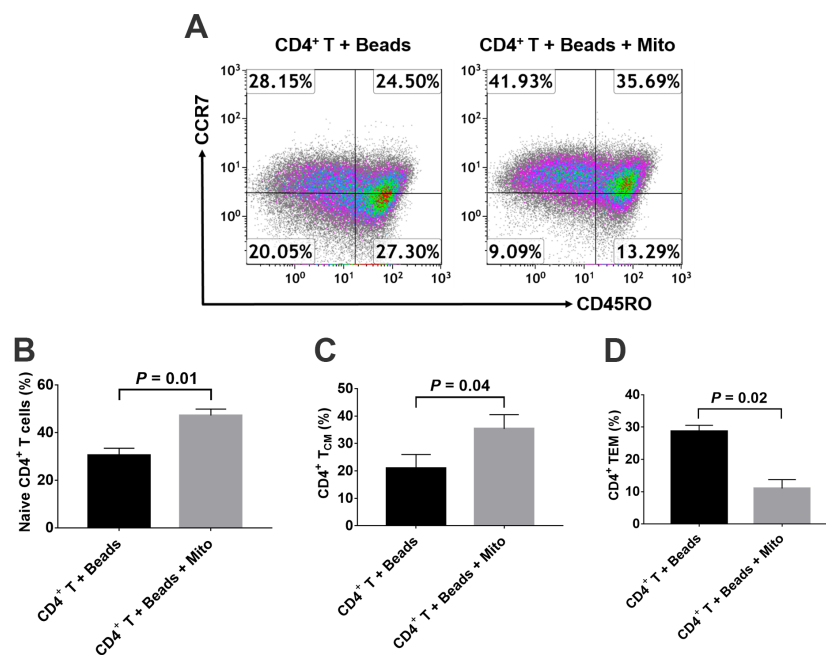 A
CD4⁺ T + Beads
CD4⁺ T + Beads + Mito
CCR7
10³
10²
10¹
10⁰
28.15%
24.50%
20.05%
27.30%
10⁰ 10¹ 10² 10³
10³
10²
10¹
10⁰
41.93%
35.69%
9.09%
13.29%
10⁰ 10¹ 10² 10³
CD45RO
B
Naive CD4⁺ T cells (%)
60
40
20
0
P = 0.01
CD4⁺ T + Beads
CD4⁺ T + Beads + Mito
C
CD4⁺ T_CM (%)
50
40
30
20
10
0
P = 0.04
CD4⁺ T + Beads
CD4⁺ T + Beads + Mito
D
CD4⁺ TEM (%)
40
30
20
10
0
P = 0.02
CD4⁺ T + Beads
CD4⁺ T + Beads + Mito